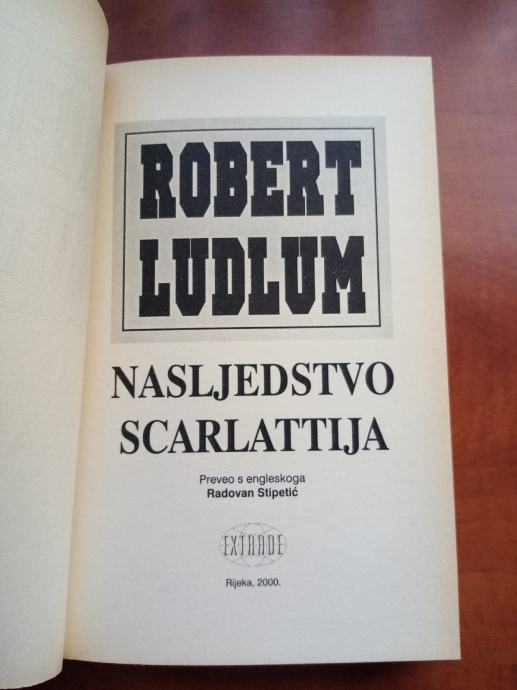 ROBERT
LUDLUM
NASLJEDSTVO
SCARLATTIJA
Preveo s engleskoga
Radovan Stipetić
EXTRADE
Rijeka, 2000.